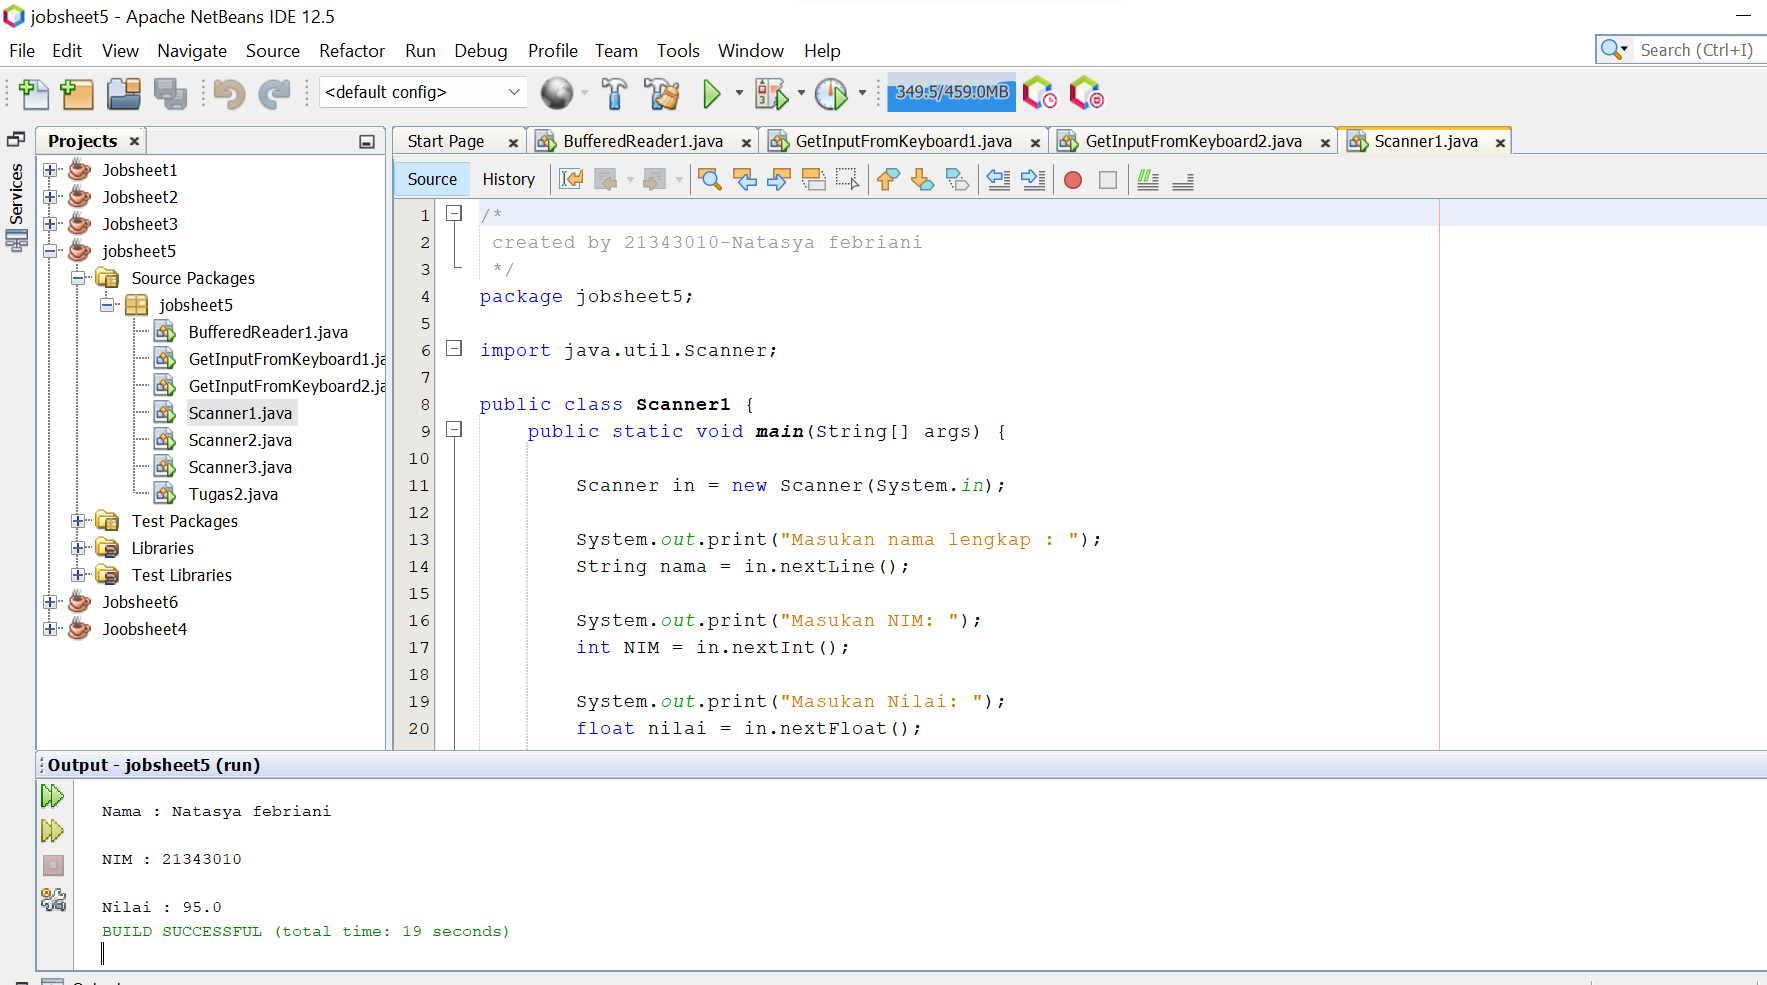 jobsheet5 - Apache NetBeans IDE 12.5
File Edit View Navigate Source Refactor Run Debug Profile Team Tools Window Help
Search (Ctrl+I)
<default config>
349.5/459.0MB
Services
Projects
Jobsheet1
Jobsheet2
Jobsheet3
jobsheet5
Source Packages
jobsheet5
BufferedReader1.java
GetInputFromKeyboard1.ja
GetInputFromKeyboard2.ja
Scanner1.java
Scanner2.java
Scanner3.java
Tugas2.java
Test Packages
Libraries
Test Libraries
Jobsheet6
Joobsheet4
Start Page BufferedReader1.java GetInputFromKeyboard1.java GetInputFromKeyboard2.java Scanner1.java
Source History
1 /*
2 created by 21343010-Natasya febriani
3 */
4 package jobsheet5;
5
6 import java.util.Scanner;
7
8 public class Scanner1 {
9 public static void main(String[] args) {
10
11 Scanner in = new Scanner(System.in);
12
13 System.out.print("Masukan nama lengkap : ");
14 String nama = in.nextLine();
15
16 System.out.print("Masukan NIM: ");
17 int NIM = in.nextInt();
18
19 System.out.print("Masukan Nilai: ");
20 float nilai = in.nextFloat();
Output - jobsheet5 (run)
Nama : Natasya febriani
NIM : 21343010
Nilai : 95.0
BUILD SUCCESSFUL (total time: 19 seconds)